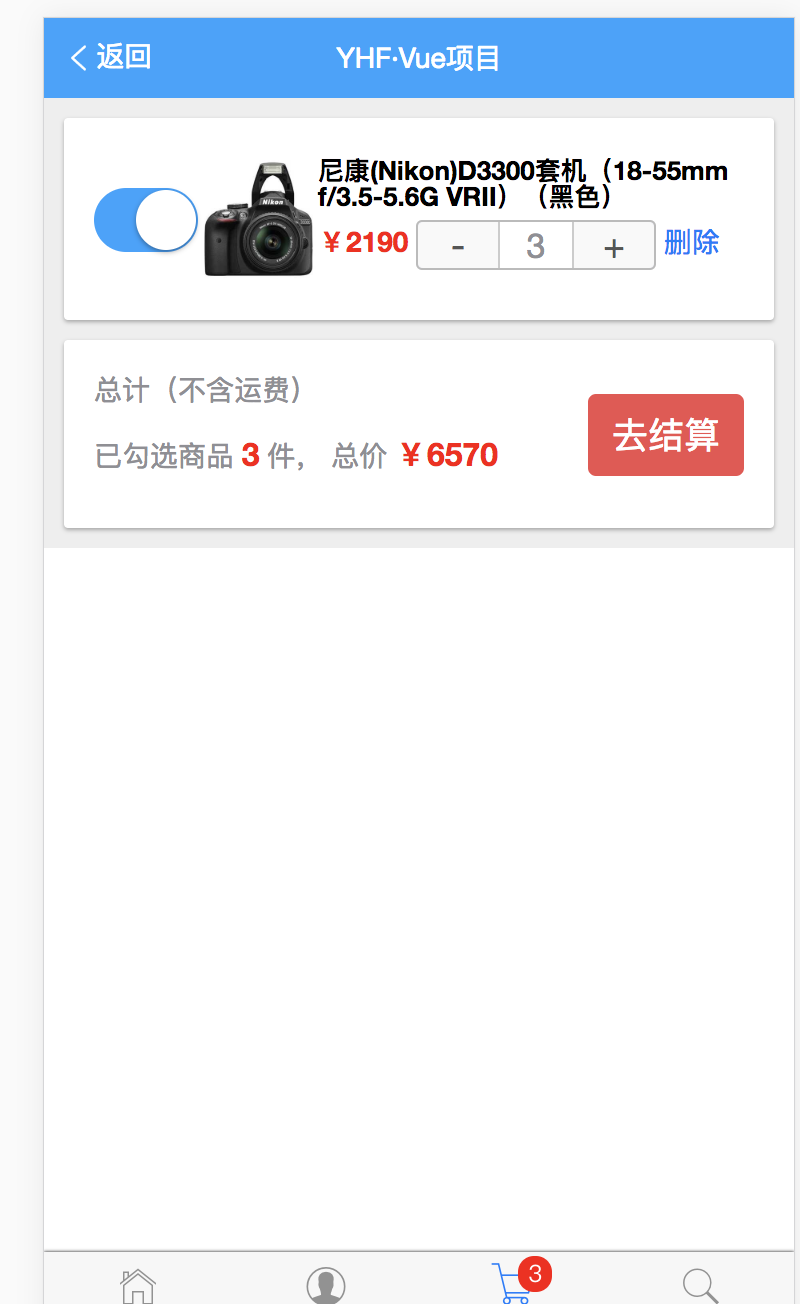 返回
YHF·Vue项目
尼康(Nikon)D3300套机（18-55mm
f/3.5-5.6G VRII）（黑色）
Nikon
￥2190
- 3 +
删除
总计（不含运费）
已勾选商品 3 件， 总价 ￥6570
去结算
3